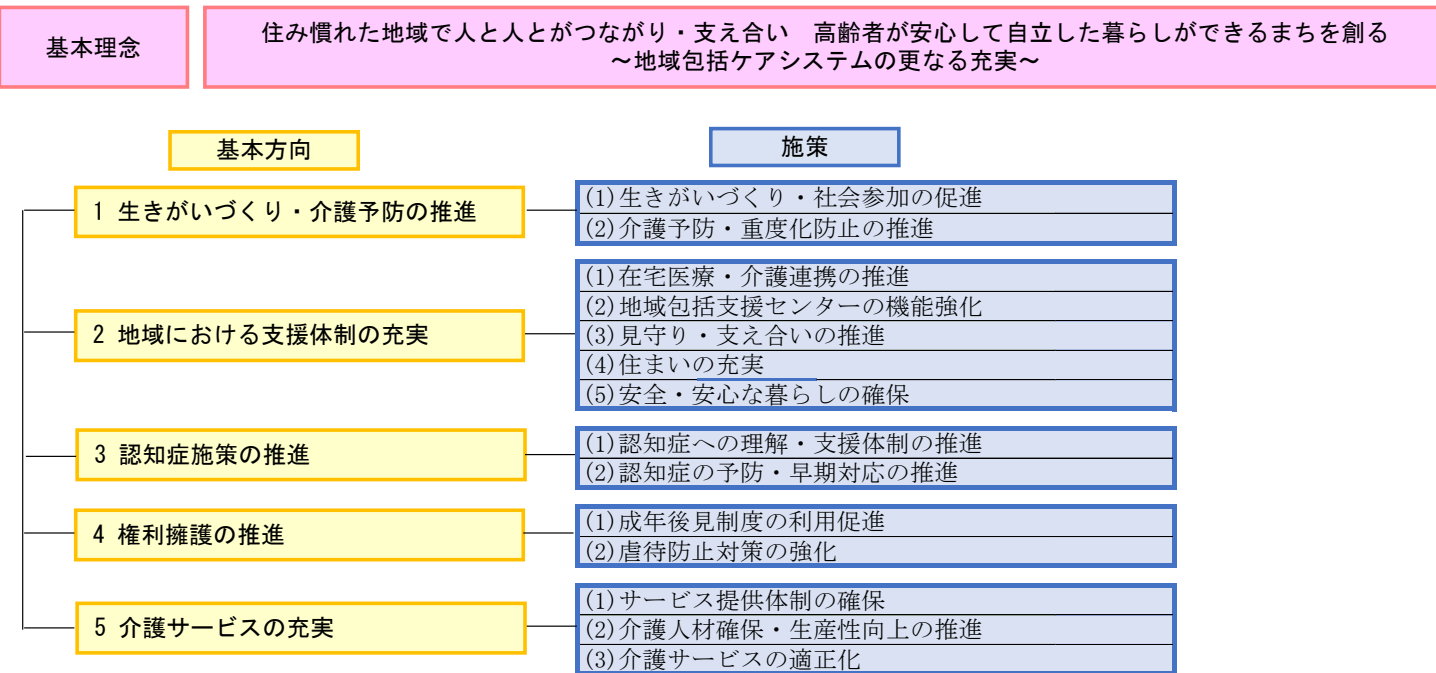 基本理念
住み慣れた地域で人と人とがつながり・支え合い　高齢者が安心して自立した暮らしができるまちを創る
～地域包括ケアシステムの更なる充実～
基本方向
施策
1 生きがいづくり・介護予防の推進
(1)生きがいづくり・社会参加の促進
(2)介護予防・重度化防止の推進
2 地域における支援体制の充実
(1)在宅医療・介護連携の推進
(2)地域包括支援センターの機能強化
(3)見守り・支え合いの推進
(4)住まいの充実
(5)安全・安心な暮らしの確保
3 認知症施策の推進
(1)認知症への理解・支援体制の推進
(2)認知症の予防・早期対応の推進
4 権利擁護の推進
(1)成年後見制度の利用促進
(2)虐待防止対策の強化
5 介護サービスの充実
(1)サービス提供体制の確保
(2)介護人材確保・生産性向上の推進
(3)介護サービスの適正化